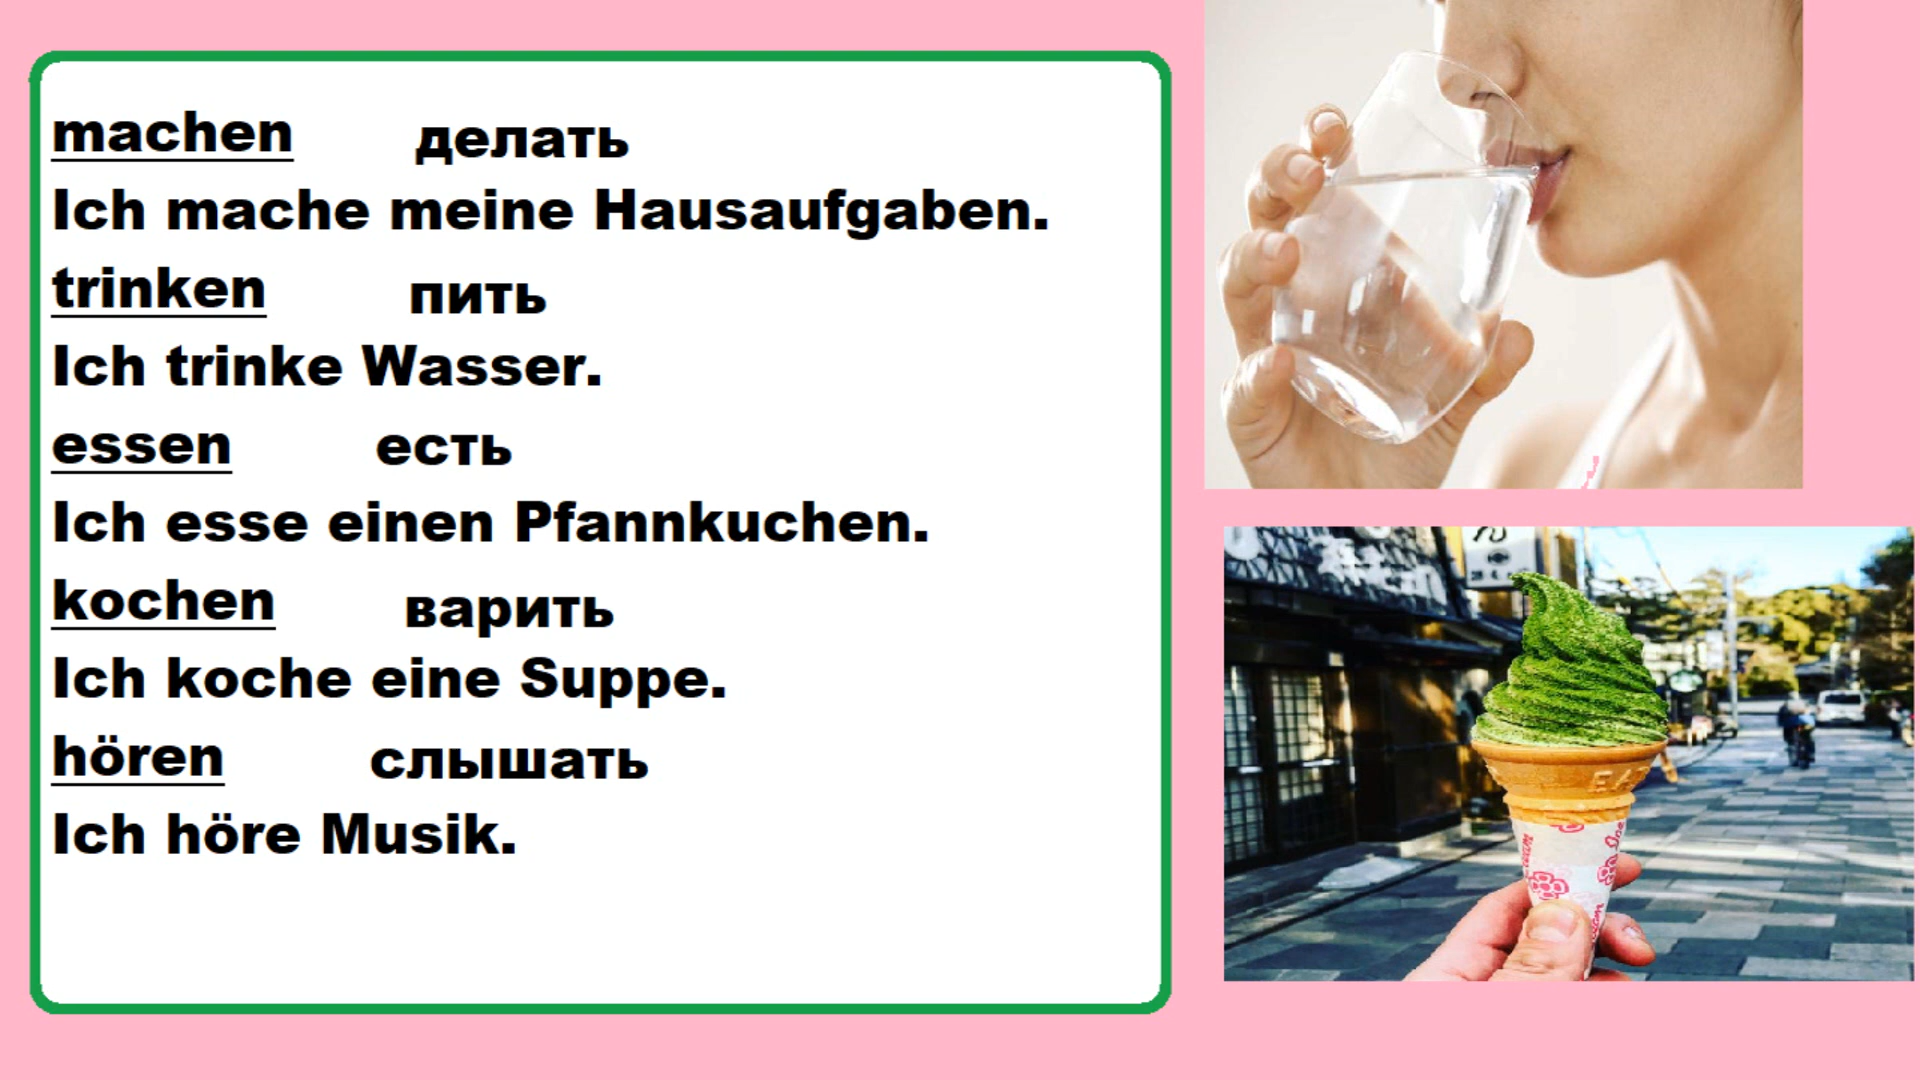 machen делать
Ich mache meine Hausaufgaben.
trinken пить
Ich trinke Wasser.
essen есть
Ich esse einen Pfannkuchen.
kochen варить
Ich koche eine Suppe.
hören слышать
Ich höre Musik.